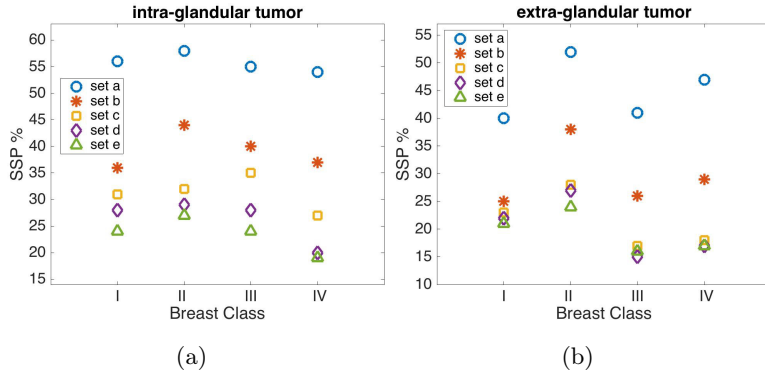 intra-glandular tumor
60
55
50
45
40
35
30
25
20
15
SSP %
set a
set b
set c
set d
set e
I II III IV
Breast Class
(a)
extra-glandular tumor
55
50
45
40
35
30
25
20
15
10
SSP %
set a
set b
set c
set d
set e
I II III IV
Breast Class
(b)